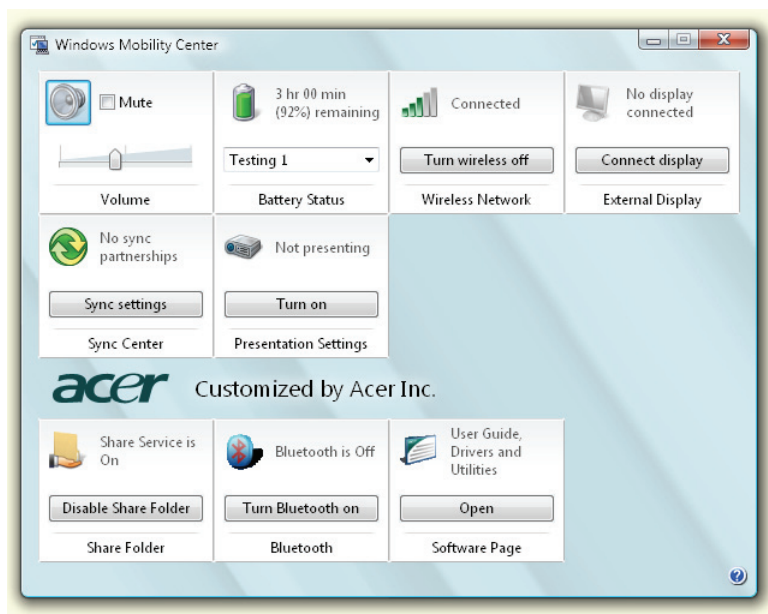 Windows Mobility Center
Mute
Volume
3 hr 00 min
(92%) remaining
Testing 1
Battery Status
Connected
Turn wireless off
Wireless Network
No display
connected
Connect display
External Display
No sync
partnerships
Sync settings
Sync Center
Not presenting
Turn on
Presentation Settings
acer Customized by Acer Inc.
Share Service is
On
Disable Share Folder
Share Folder
Bluetooth is Off
Turn Bluetooth on
Bluetooth
User Guide,
Drivers and
Utilities
Open
Software Page